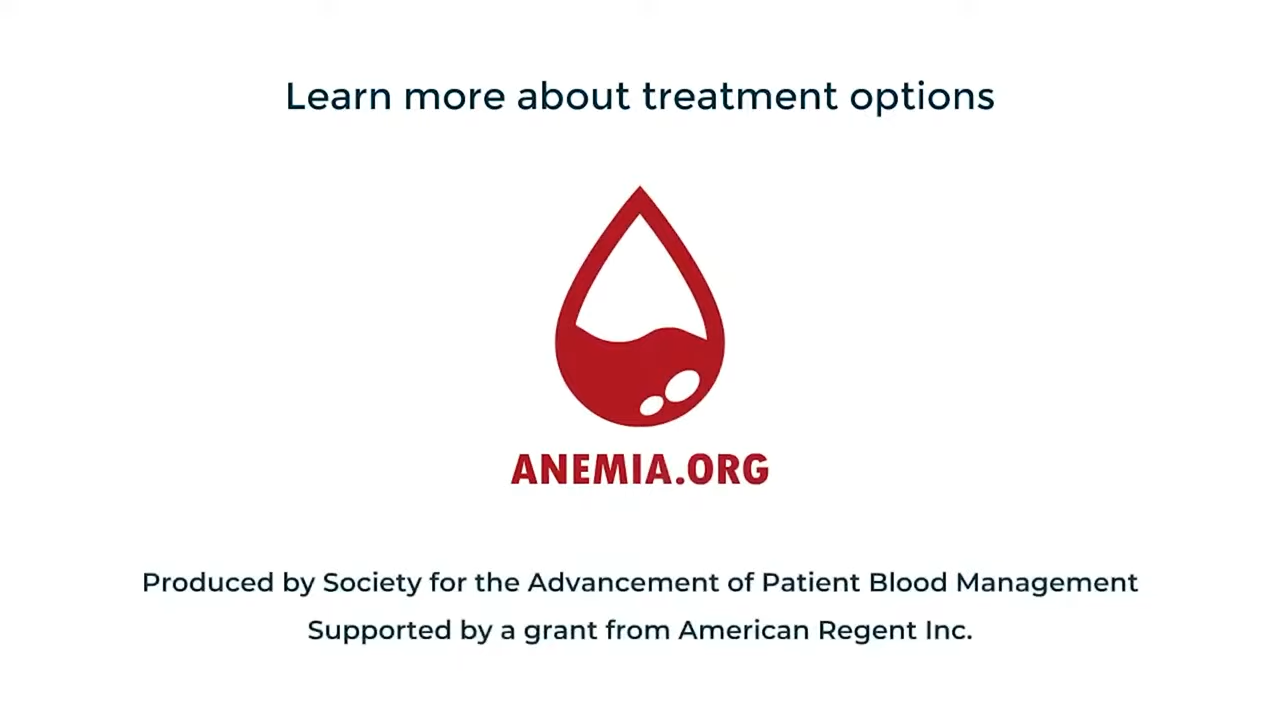 Learn more about treatment options
ANEMIA.ORG
Produced by Society for the Advancement of Patient Blood Management
Supported by a grant from American Regent Inc.